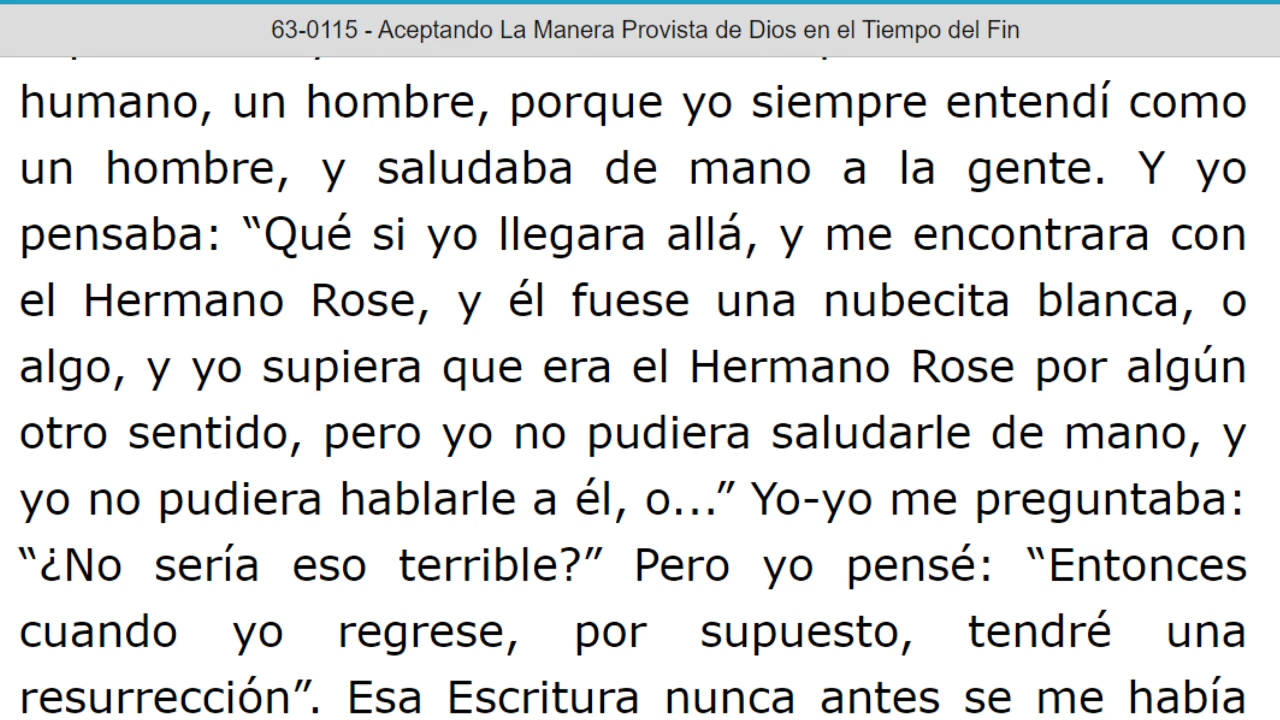 63-0115 - Aceptando La Manera Provista de Dios en el Tiempo del Fin
humano, un hombre, porque yo siempre entendí como
un hombre, y saludaba de mano a la gente. Y yo
pensaba: “Qué si yo llegara allá, y me encontrara con
el Hermano Rose, y él fuese una nubecita blanca, o
algo, y yo supiera que era el Hermano Rose por algún
otro sentido, pero yo no pudiera saludarle de mano, y
yo no pudiera hablarle a él, o...” Yo-yo me preguntaba:
“¿No sería eso terrible?” Pero yo pensé: “Entonces
cuando yo regrese, por supuesto, tendré una
resurrección”. Esa Escritura nunca antes se me había